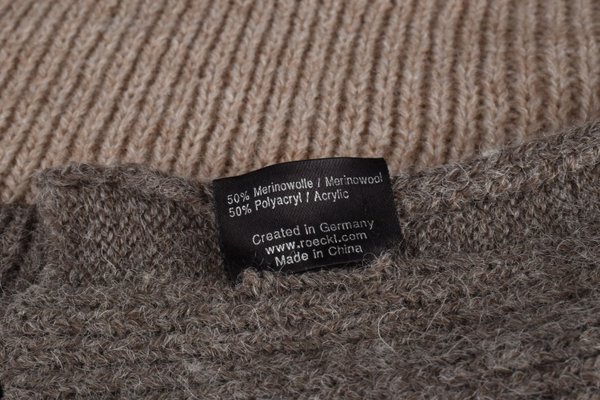 50% Merinowolle / Merinowool
50% Polyacryl / Acrylic
Created in Germany
www.roeckl.com
Made in China